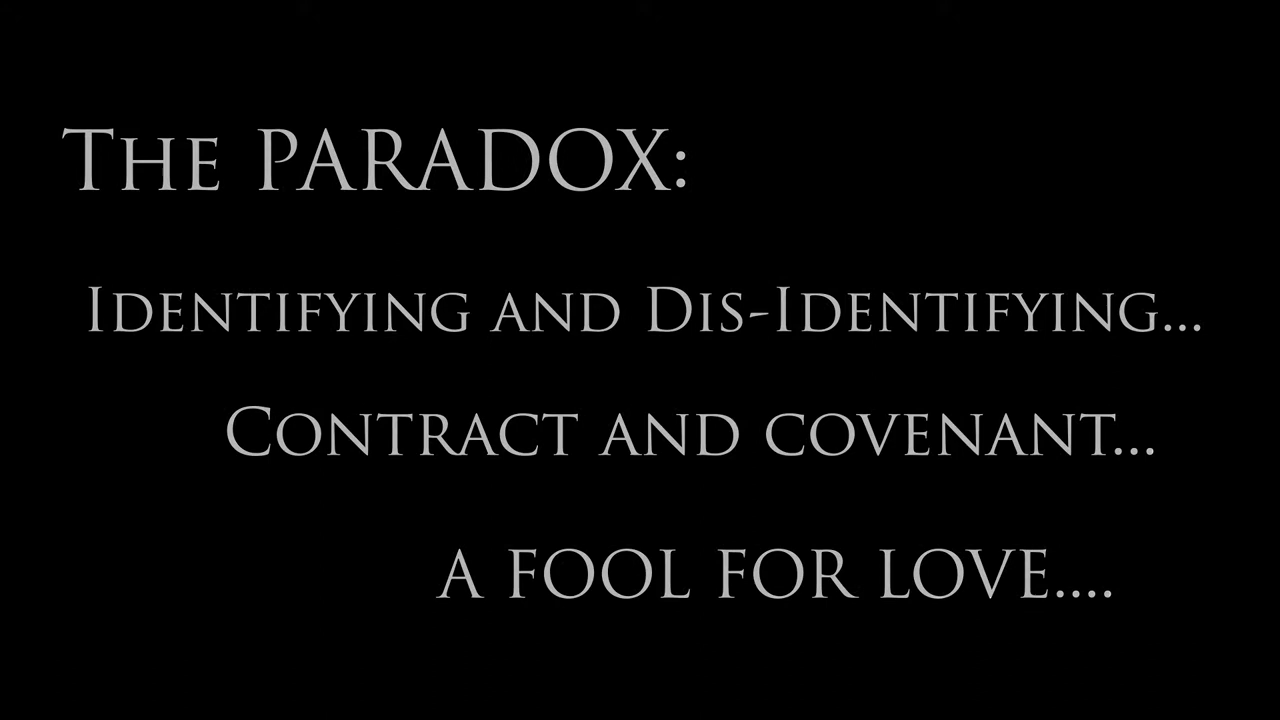 The PARADOX:
Identifying and Dis-Identifying...
Contract and covenant...
A FOOL FOR LOVE....